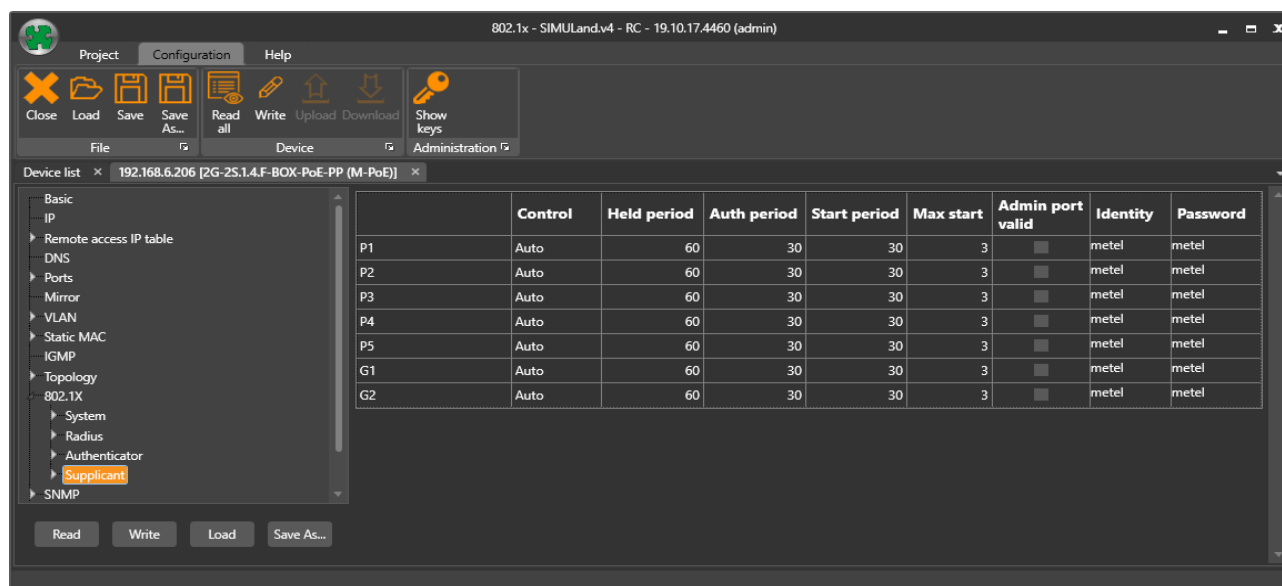 802.1x - SIMULand.v4 - RC - 19.10.17.4460 (admin)
Project Configuration Help
Close Load Save Save As... Read all Write Upload Download Show keys
File Device Administration
Device list × 192.168.6.206 [2G-2S.1.4.F-BOX-PoE-PP (M-PoE)] ×
Basic
IP
Remote access IP table
DNS
Ports
Mirror
VLAN
Static MAC
IGMP
Topology
802.1X
System
Radius
Authenticator
Supplicant
SNMP
Read Write Load Save As...
Control Held period Auth period Start period Max start Admin port valid Identity Password
P1 Auto 60 30 30 3 metel metel
P2 Auto 60 30 30 3 metel metel
P3 Auto 60 30 30 3 metel metel
P4 Auto 60 30 30 3 metel metel
P5 Auto 60 30 30 3 metel metel
G1 Auto 60 30 30 3 metel metel
G2 Auto 60 30 30 3 metel metel